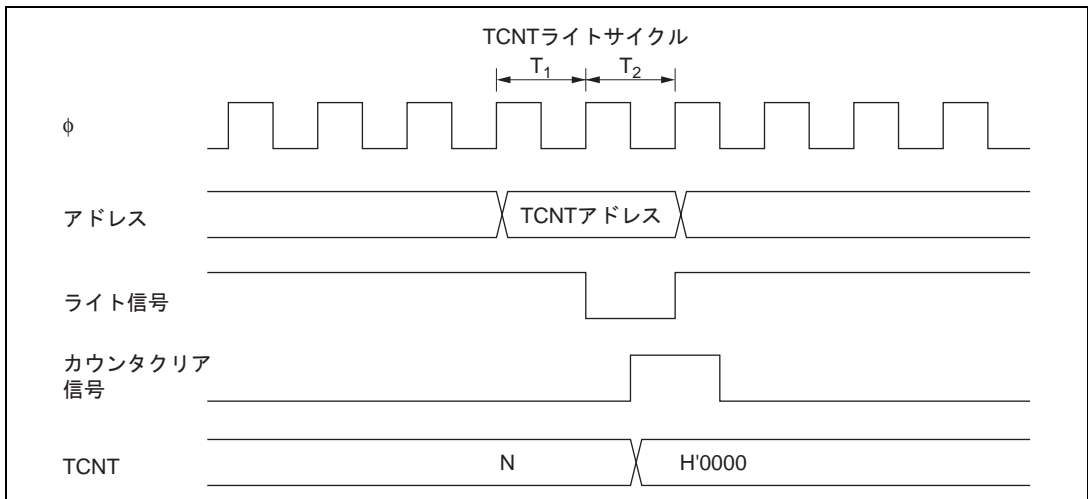 TCNTライトサイクル
T1 T2
φ
アドレス TCNTアドレス
ライト信号
カウンタクリア
信号
TCNT N H'0000